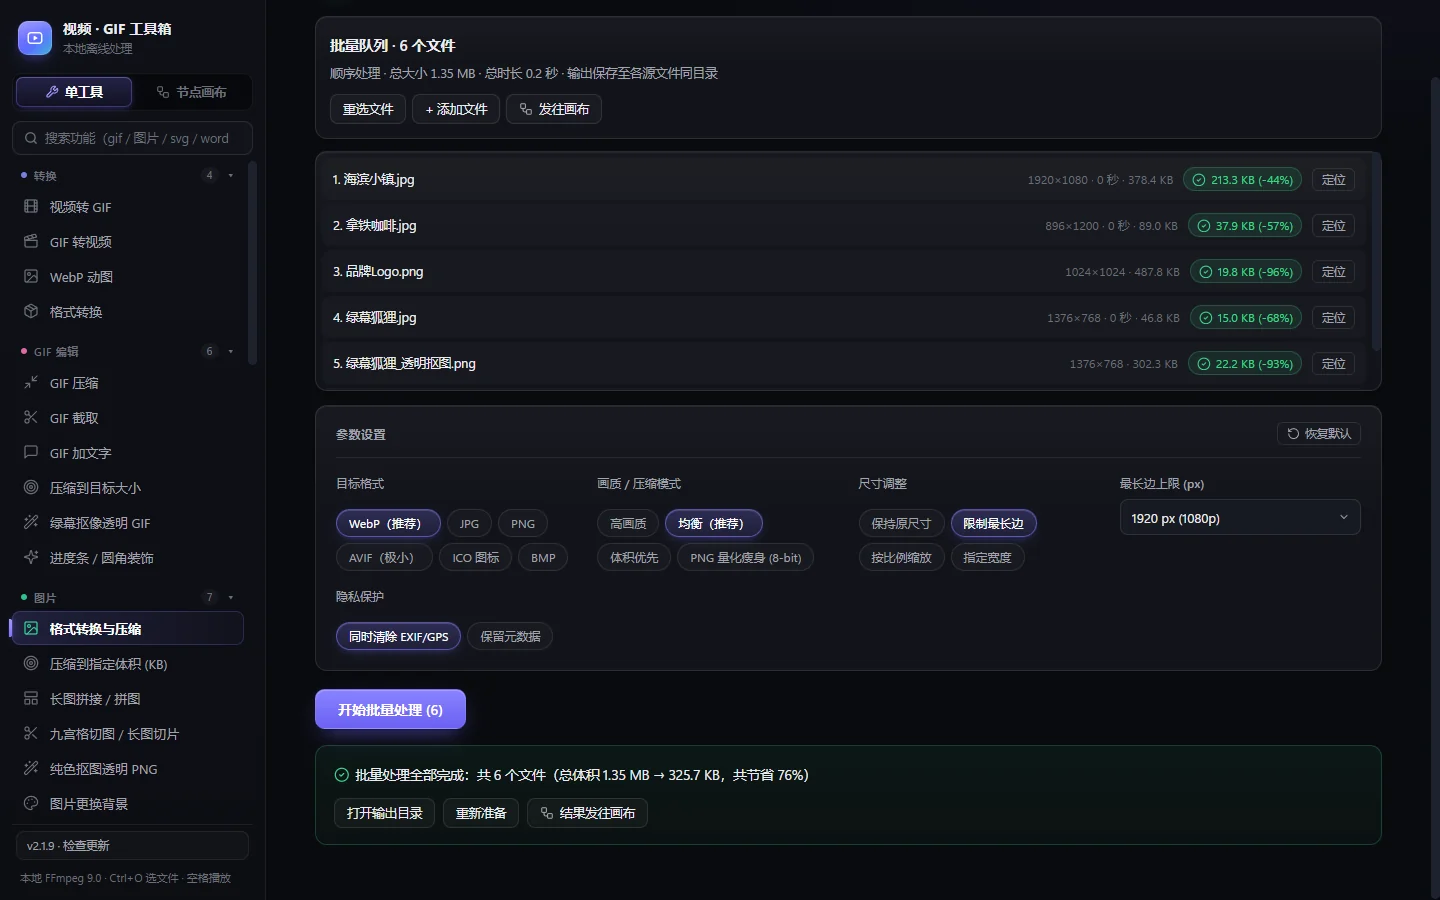 视频 · GIF 工具箱
本地离线处理
单工具
节点画布
搜索功能（gif / 图片 / svg / word
转换 4
视频转 GIF
GIF 转视频
WebP 动图
格式转换
GIF 编辑 6
GIF 压缩
GIF 截取
GIF 加文字
压缩到目标大小
绿幕抠像透明 GIF
进度条 / 圆角装饰
图片 7
格式转换与压缩
压缩到指定体积 (KB)
长图拼接 / 拼图
九宫格切图 / 长图切片
纯色抠图透明 PNG
图片更换背景
v2.1.9 · 检查更新
本地 FFmpeg 9.0 · Ctrl+O 选文件 · 空格播放
批量队列 · 6 个文件
顺序处理 · 总大小 1.35 MB · 总时长 0.2 秒 · 输出保存至各源文件同目录
重选文件
+ 添加文件
发往画布
1. 海滨小镇.jpg 1920×1080 · 0 秒 · 378.4 KB 213.3 KB (-44%) 定位
2. 拿铁咖啡.jpg 896×1200 · 0 秒 · 89.0 KB 37.9 KB (-57%) 定位
3. 品牌Logo.png 1024×1024 · 487.8 KB 19.8 KB (-96%) 定位
4. 绿幕狐狸.jpg 1376×768 · 0 秒 · 46.8 KB 15.0 KB (-68%) 定位
5. 绿幕狐狸_透明抠图.png 1376×768 · 302.3 KB 22.2 KB (-93%) 定位
参数设置
恢复默认
目标格式
WebP（推荐） JPG PNG
AVIF（极小） ICO 图标 BMP
画质 / 压缩模式
高画质 均衡（推荐）
体积优先 PNG 量化瘦身 (8-bit)
尺寸调整
保持原尺寸 限制最长边
按比例缩放 指定宽度
最长边上限 (px)
1920 px (1080p)
隐私保护
同时清除 EXIF/GPS 保留元数据
开始批量处理 (6)
批量处理全部完成：共 6 个文件（总体积 1.35 MB → 325.7 KB，共节省 76%）
打开输出目录
重新准备
结果发往画布